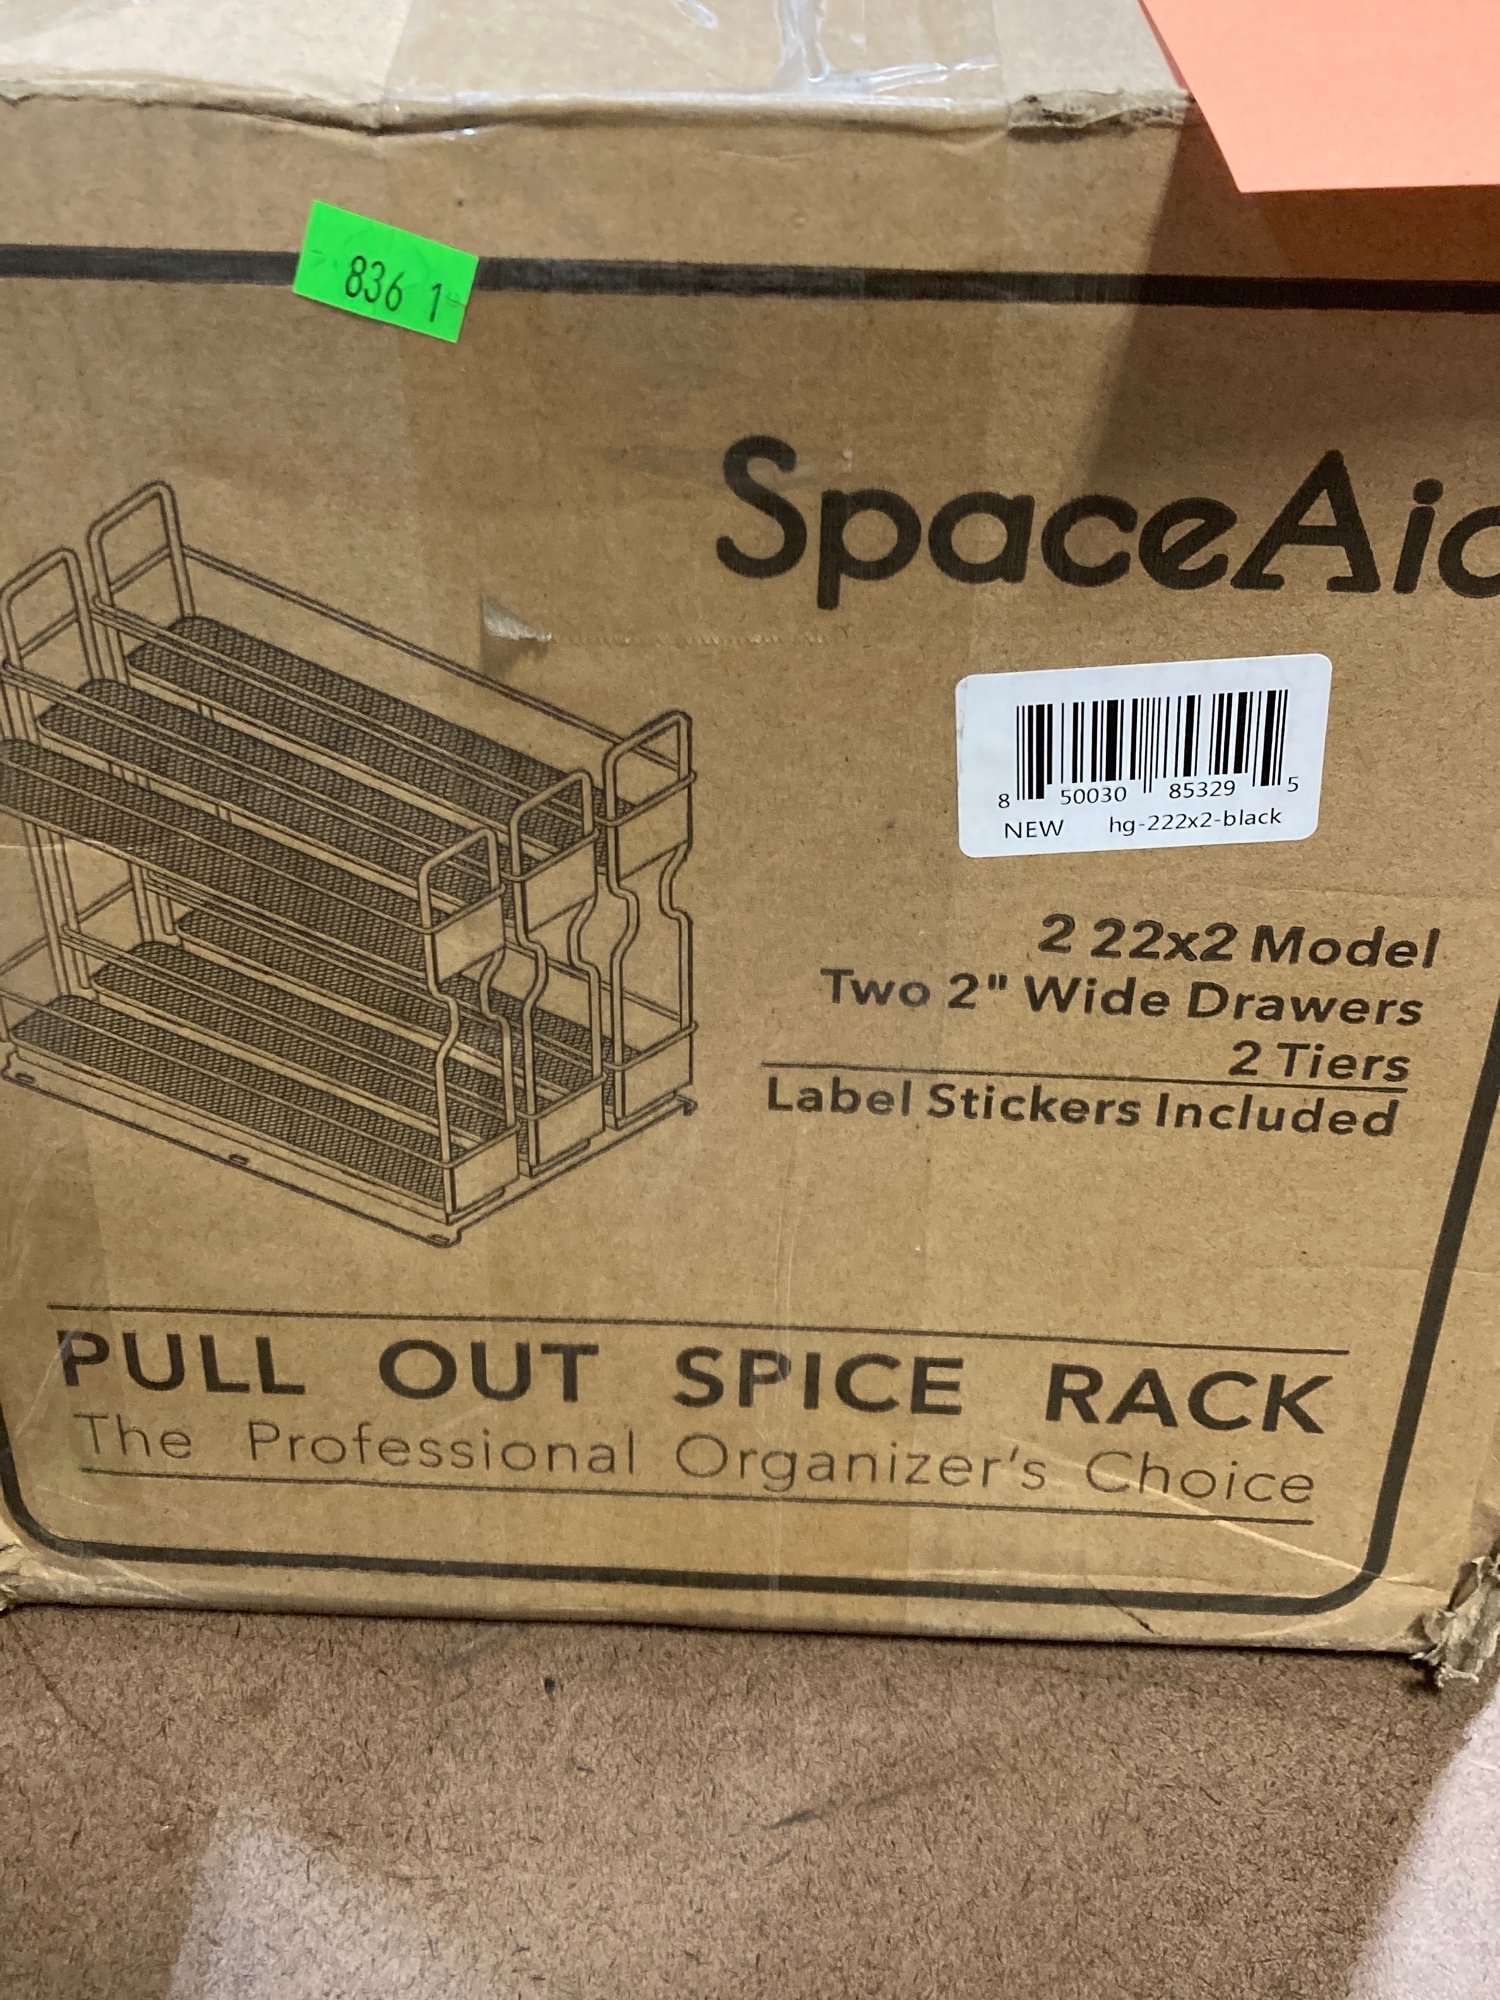 836 1
SpaceAid
8 50030 85329 5
NEW hg-222x2-black
2 22x2 Model
Two 2" Wide Drawers
2 Tiers
Label Stickers Included
PULL OUT SPICE RACK
The Professional Organizer's Choice